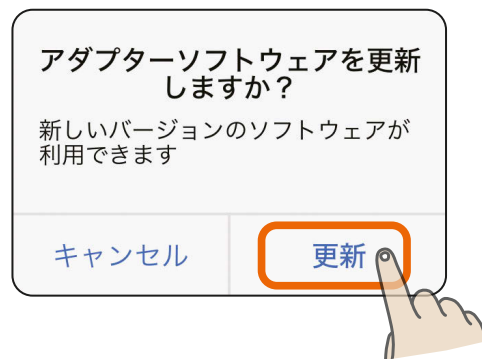 アダプターソフトウェアを更新
しますか？
新しいバージョンのソフトウェアが
利用できます
キャンセル
更新